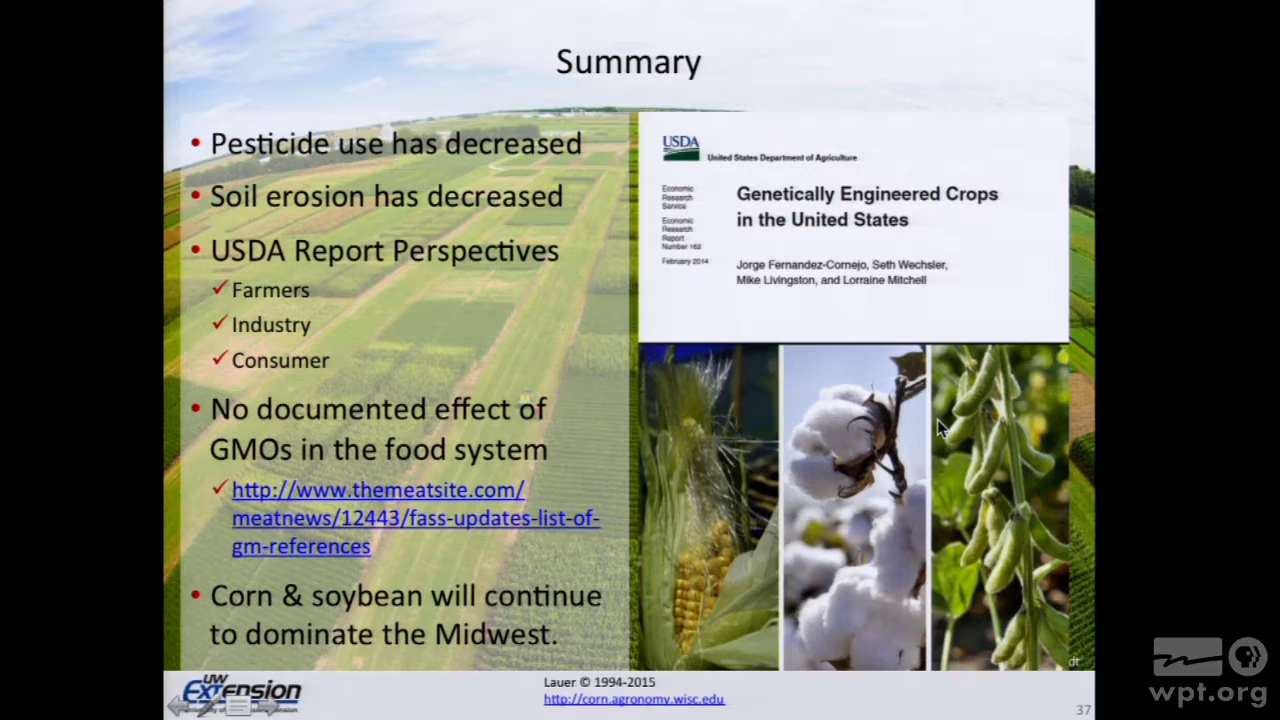 Summary
• Pesticide use has decreased
• Soil erosion has decreased
• USDA Report Perspectives
✓ Farmers
✓ Industry
✓ Consumer
• No documented effect of
GMOs in the food system
✓ http://www.themeatsite.com/
meatnews/12443/fass-updates-list-of-
gm-references
• Corn & soybean will continue
to dominate the Midwest.
USDA
United States Department of Agriculture
Economic
Research
Service
Economic
Research
Report
Number 162
February 2014
Genetically Engineered Crops
in the United States
Jorge Fernandez-Cornejo, Seth Wechsler,
Mike Livingston, and Lorraine Mitchell
dt
UW
Extension
Lauer © 1994-2015
http://corn.agronomy.wisc.edu
37
PBS
wpt.org